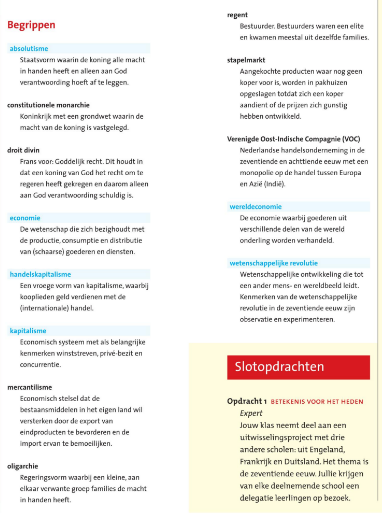 Begrippen
absolutisme
Staatsvorm waarin de koning alle macht
in handen heeft en alleen aan God
verantwoording hoeft af te leggen.
constitutionele monarchie
Koninkrijk met een grondwet waarin de
macht van de koning is vastgelegd.
droit divin
Frans voor: Goddelijk recht. Dit houdt in
dat een koning van God het recht om te
regeren heeft gekregen en daarom alleen
aan God verantwoording schuldig is.
economie
De wetenschap die zich bezighoudt met
de productie, consumptie en distributie
van (schaarse) goederen en diensten.
handelskapitalisme
Een vroege vorm van kapitalisme, waarbij
kooplieden geld verdienen met de
(internationale) handel.
kapitalisme
Economisch systeem met als belangrijke
kenmerken winststreven, privé-bezit en
concurrentie.
mercantilisme
Economisch stelsel dat de
bestaansmiddelen in het eigen land wil
versterken door de export van
eindproducten te bevorderen en de
import ervan te bemoeilijken.
oligarchie
Regeringsvorm waarbij een kleine, aan
elkaar verwante groep families de macht
in handen heeft.
regent
Bestuurder. Bestuurders waren een elite
en kwamen meestal uit dezelfde families.
stapelmarkt
Aangekochte producten waar nog geen
koper voor is, worden in pakhuizen
opgeslagen totdat zich een koper
aandient of de prijzen zich gunstig
hebben ontwikkeld.
Verenigde Oost-Indische Compagnie (VOC)
Nederlandse handelsonderneming in de
zeventiende en achttiende eeuw met een
monopolie op de handel tussen Europa
en Azië (Indië).
wereldeconomie
De economie waarbij goederen uit
verschillende delen van de wereld
onderling worden verhandeld.
wetenschappelijke revolutie
Wetenschappelijke ontwikkeling die tot
een ander mens- en wereldbeeld leidt.
Kenmerken van de wetenschappelijke
revolutie in de zeventiende eeuw zijn
observatie en experimenteren.
Slotopdrachten
Opdracht 1 BETEKENIS VOOR HET HEDEN
Expert
Jouw klas neemt deel aan een
uitwisselingsproject met drie
andere scholen: uit Engeland,
Frankrijk en Duitsland. Het thema is
de zeventiende eeuw. Jullie krijgen
van elke deelnemende school een
delegatie leerlingen op bezoek.